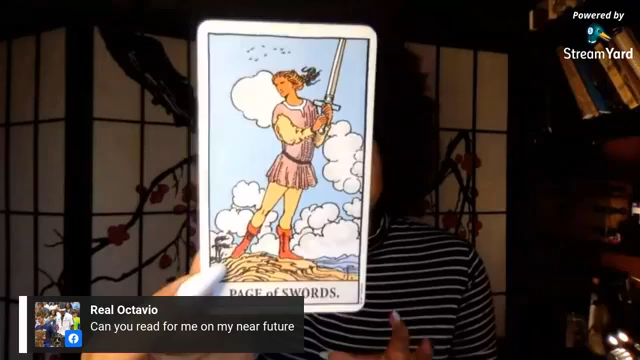 Powered by
StreamYard
PAGE of SWORDS.
Real Octavio
Can you read for me on my near future